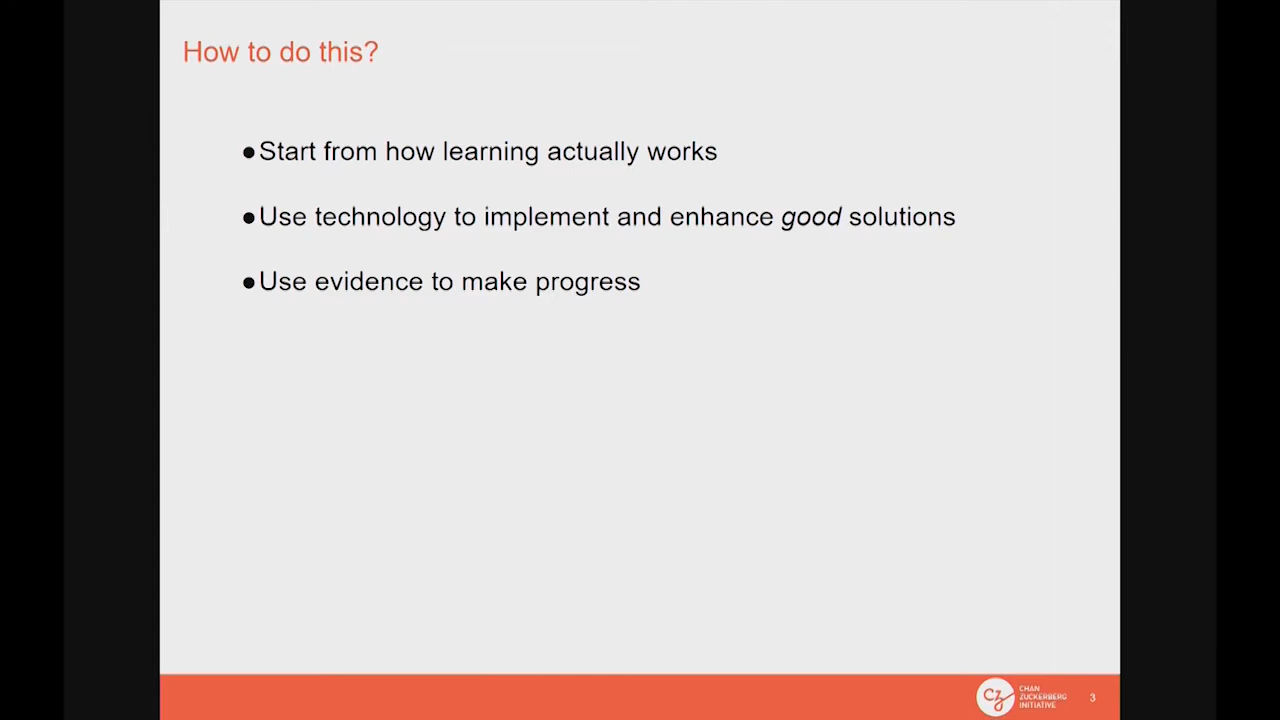 How to do this?
●Start from how learning actually works
●Use technology to implement and enhance good solutions
●Use evidence to make progress
CZ
CHAN
ZUCKERBERG
INITIATIVE
3